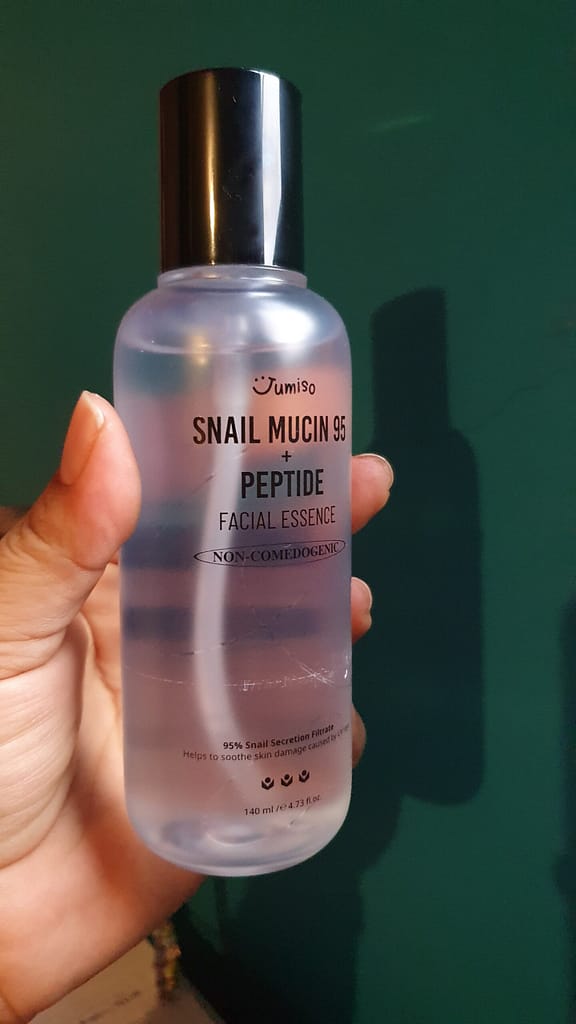 Jumiso
SNAIL MUCIN 95
+
PEPTIDE
FACIAL ESSENCE
NON-COMEDOGENIC
95% Snail Secretion Filtrate
Helps to soothe skin damage caused by
140 ml / ℮ 4.73 fl.oz.